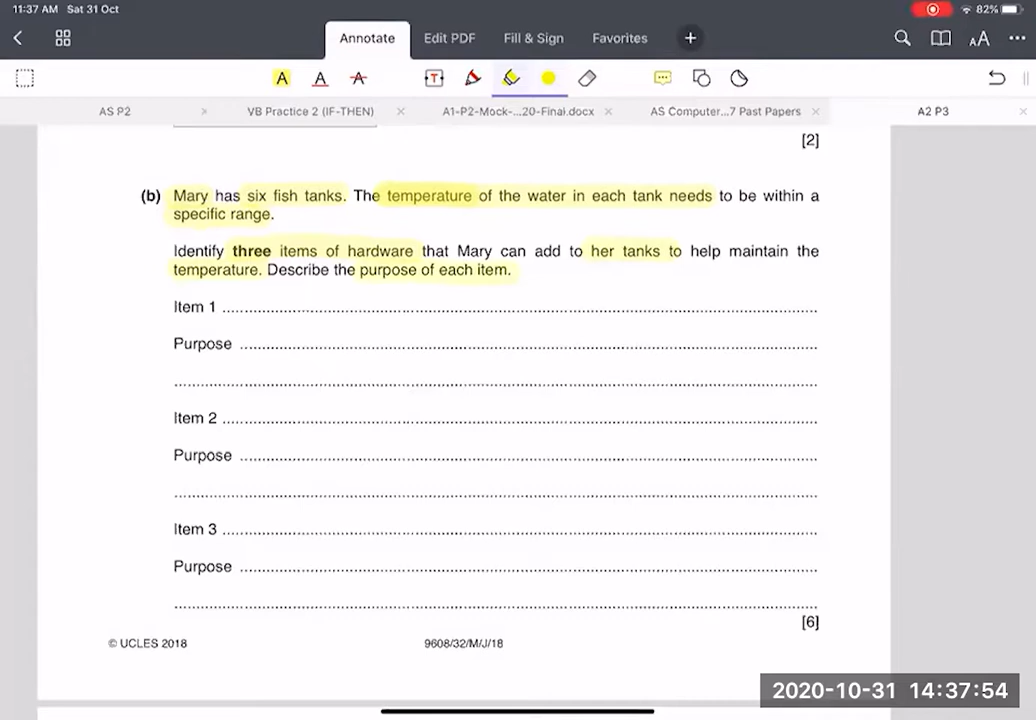 11:37 AM Sat 31 Oct
82%
Annotate Edit PDF Fill & Sign Favorites +
AA
A A A T
AS P2 VB Practice 2 (IF-THEN) A1-P2-Mock-...20-Final.docx AS Computer...7 Past Papers A2 P3
[2]
(b) Mary has six fish tanks. The temperature of the water in each tank needs to be within a
specific range.
Identify three items of hardware that Mary can add to her tanks to help maintain the
temperature. Describe the purpose of each item.
Item 1
Purpose
Item 2
Purpose
Item 3
Purpose
[6]
© UCLES 2018 9608/32/M/J/18
2020-10-31 14:37:54